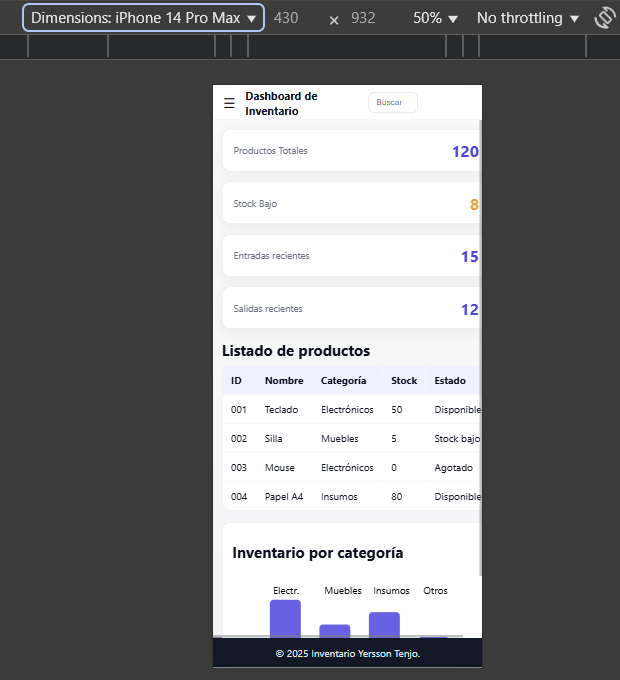 Dimensions: iPhone 14 Pro Max ▼ 430 × 932 50% ▼ No throttling ▼
☰ Dashboard de
Inventario
Buscar
Productos Totales 120
Stock Bajo 8
Entradas recientes 15
Salidas recientes 12
Listado de productos
ID Nombre Categoría Stock Estado
001 Teclado Electrónicos 50 Disponible
002 Silla Muebles 5 Stock bajo
003 Mouse Electrónicos 0 Agotado
004 Papel A4 Insumos 80 Disponible
Inventario por categoría
Electr. Muebles Insumos Otros
© 2025 Inventario Yersson Tenjo.